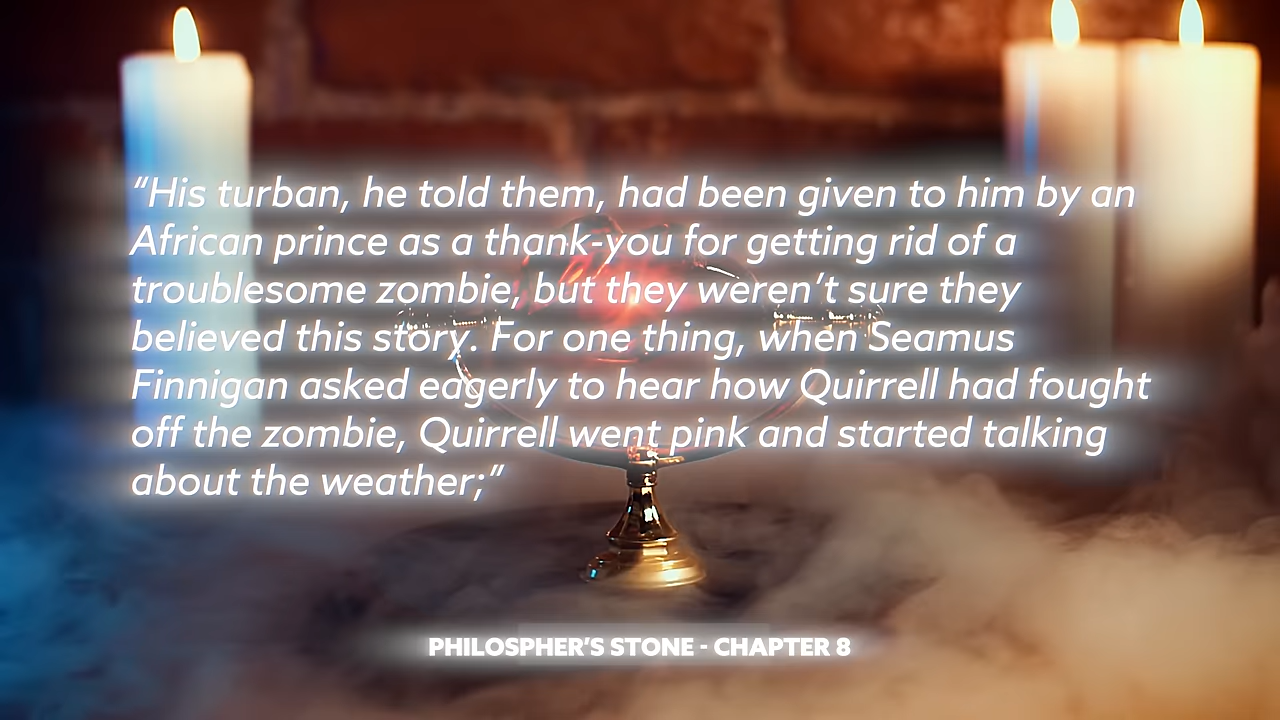 “His turban, he told them, had been given to him by an
African prince as a thank-you for getting rid of a
troublesome zombie, but they weren’t sure they
believed this story. For one thing, when Seamus
Finnigan asked eagerly to hear how Quirrell had fought
off the zombie, Quirrell went pink and started talking
about the weather;”
PHILOSPHER’S STONE - CHAPTER 8